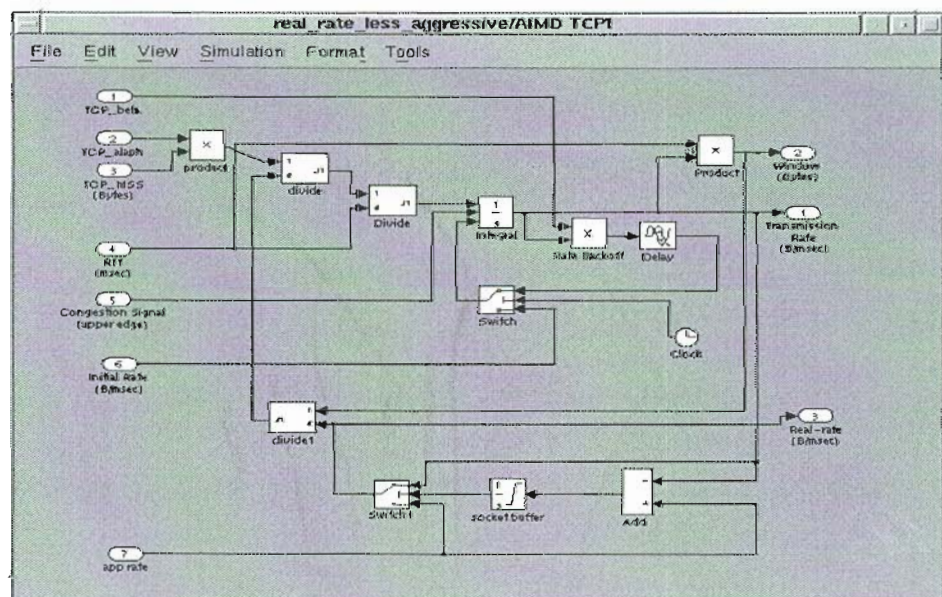 real_rate_less_aggressive/AIMD TCP1
File Edit View Simulation Format Tools
1
TCP_beta
2
TCP_alaph
3
TCP_MSS
(Bytes)
4
RTT
(msec)
5
Congestion Signal
(upper edge)
6
Initial Rate
(B/msec)
7
app rate
x
product
1
divide
1
Divide
1
s
Integral
x
Rate Backoff
Delay
x
Product
2
Window
(Bytes)
1
Transmission
Rate
(B/msec)
Switch
Clock
divide1
3
Real-rate
(B/msec)
Switch1
1
s
socket buffer
Add